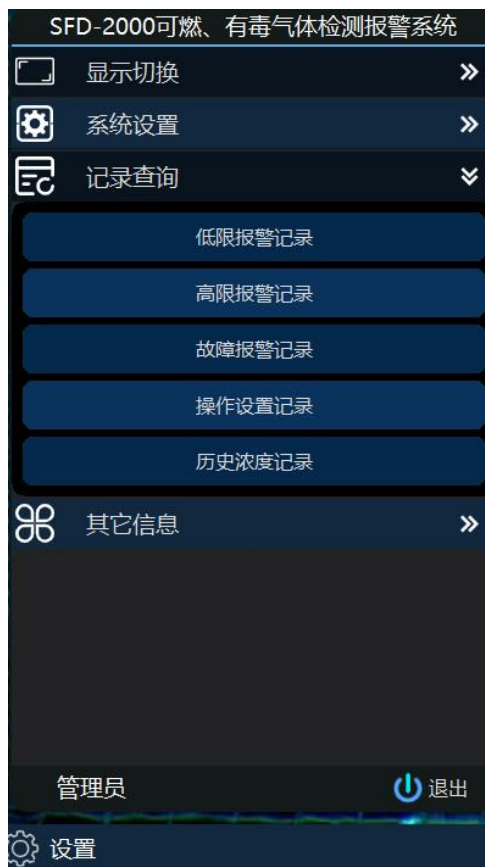 SFD-2000可燃、有毒气体检测报警系统
显示切换
系统设置
记录查询
低限报警记录
高限报警记录
故障报警记录
操作设置记录
历史浓度记录
其它信息
管理员 退出
设置